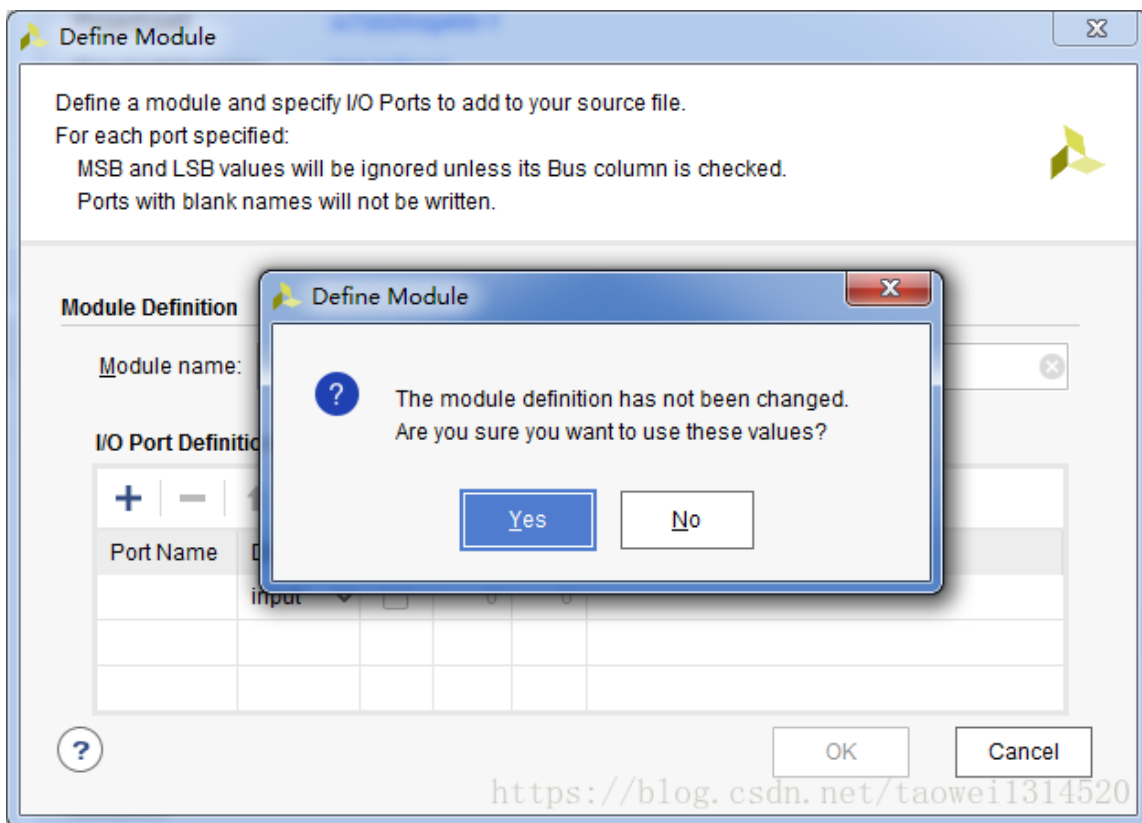 Define Module
Define a module and specify I/O Ports to add to your source file.
For each port specified:
MSB and LSB values will be ignored unless its Bus column is checked.
Ports with blank names will not be written.
Module Definition
Define Module
Module name:
The module definition has not been changed.
Are you sure you want to use these values?
I/O Port Definitio
Yes
No
Port Name
input 0 0
OK
Cancel
https://blog.csdn.net/taowei1314520